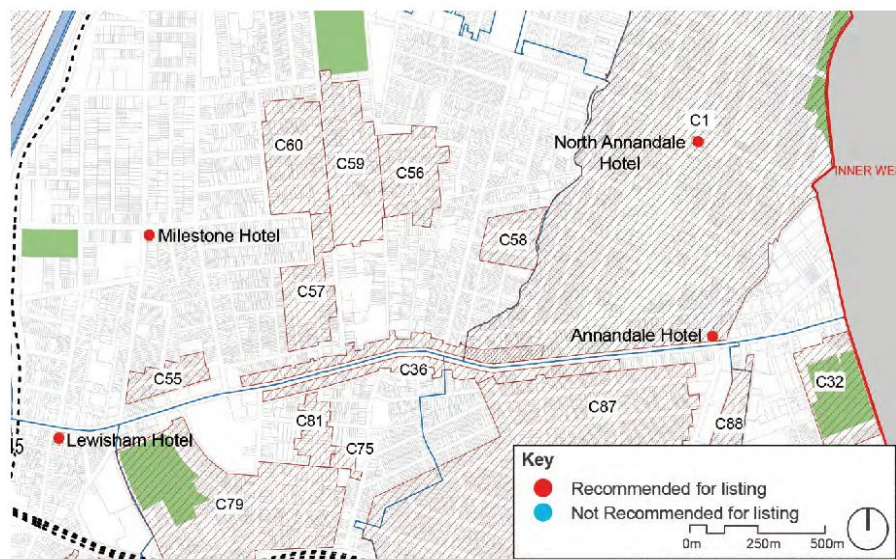 C1
North Annandale
Hotel
INNER WE
C60
C59
C56
C58
Milestone Hotel
C57
Annandale Hotel
C55
C36
C32
C87
C81
C88
C75
Lewisham Hotel
C79
Key
Recommended for listing
Not Recommended for listing
0m 250m 500m